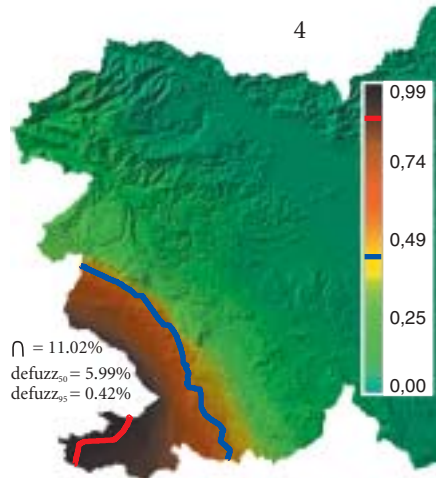 4
0,99
0,74
0,49
0,25
0,00
∩ = 11.02%
defuzz₅₀ = 5.99%
defuzz₉₅ = 0.42%